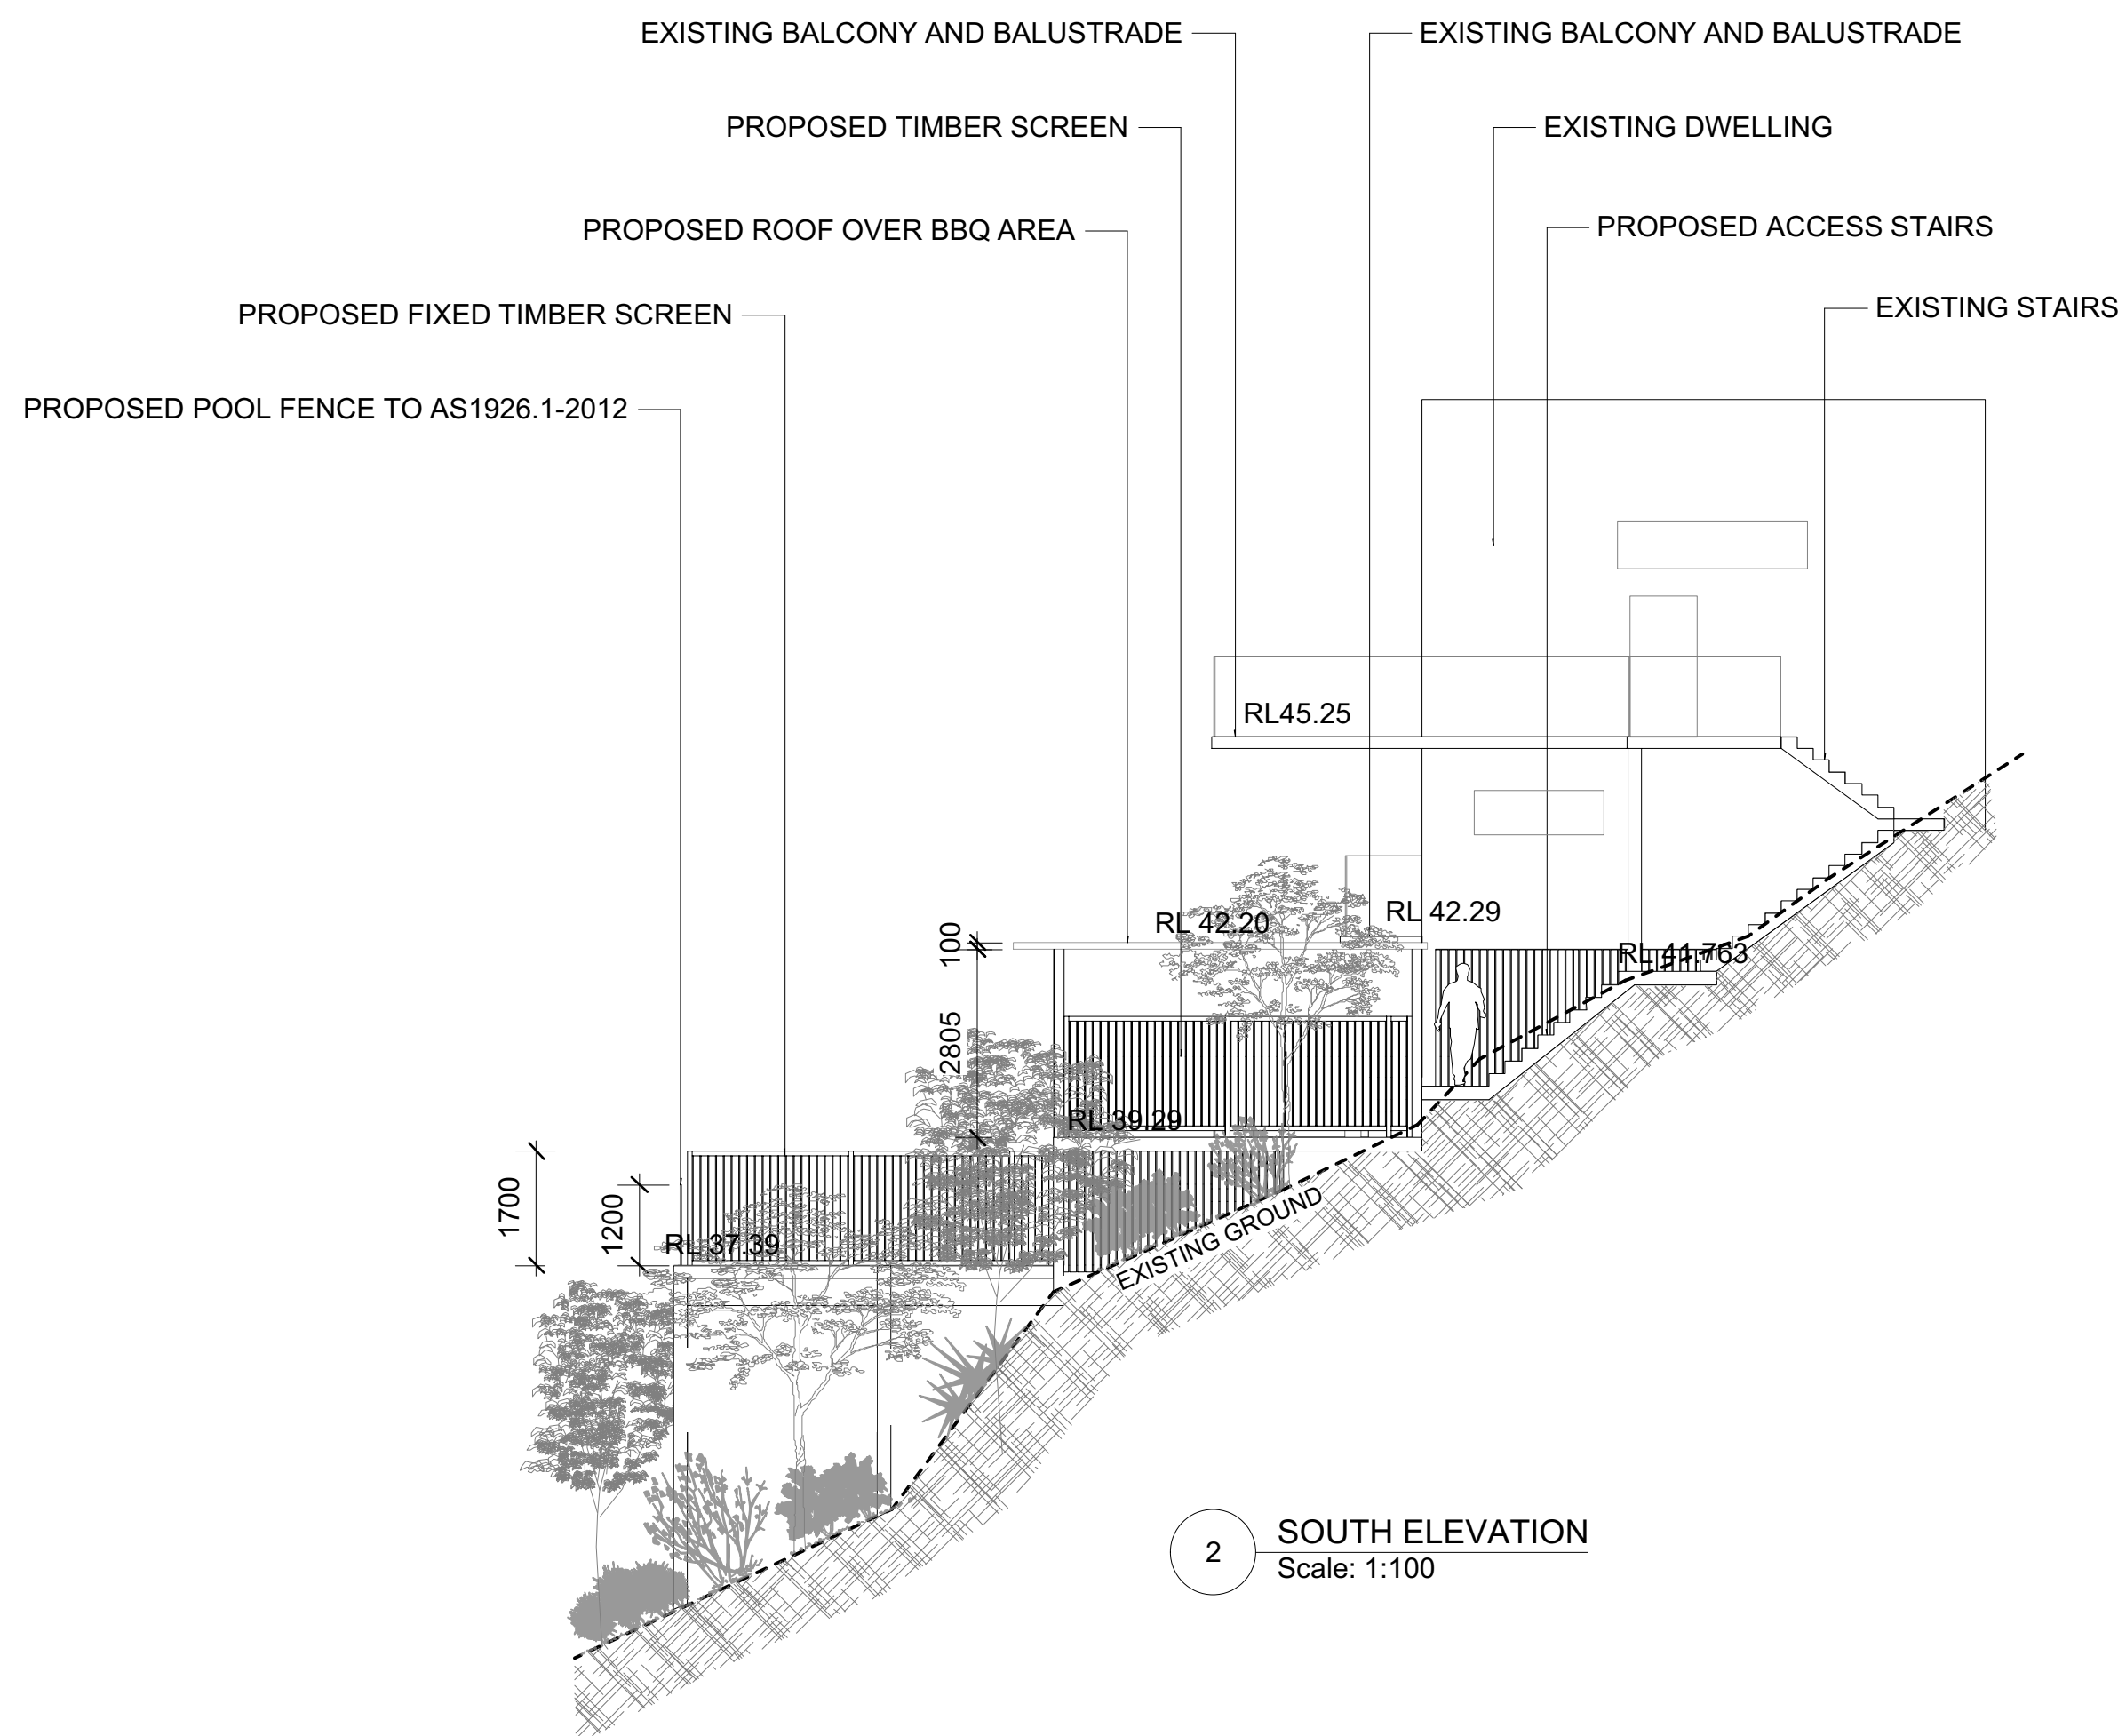 EXISTING BALCONY AND BALUSTRADE
EXISTING BALCONY AND BALUSTRADE
PROPOSED TIMBER SCREEN
EXISTING DWELLING
PROPOSED ROOF OVER BBQ AREA
PROPOSED ACCESS STAIRS
PROPOSED FIXED TIMBER SCREEN
EXISTING STAIRS
PROPOSED POOL FENCE TO AS1926.1-2012
RL45.25
RL 42.20
RL 42.29
100
RL 41.763
2805
RL 39.29
1700
1200
RL 37.39
EXISTING GROUND
2
SOUTH ELEVATION
Scale: 1:100